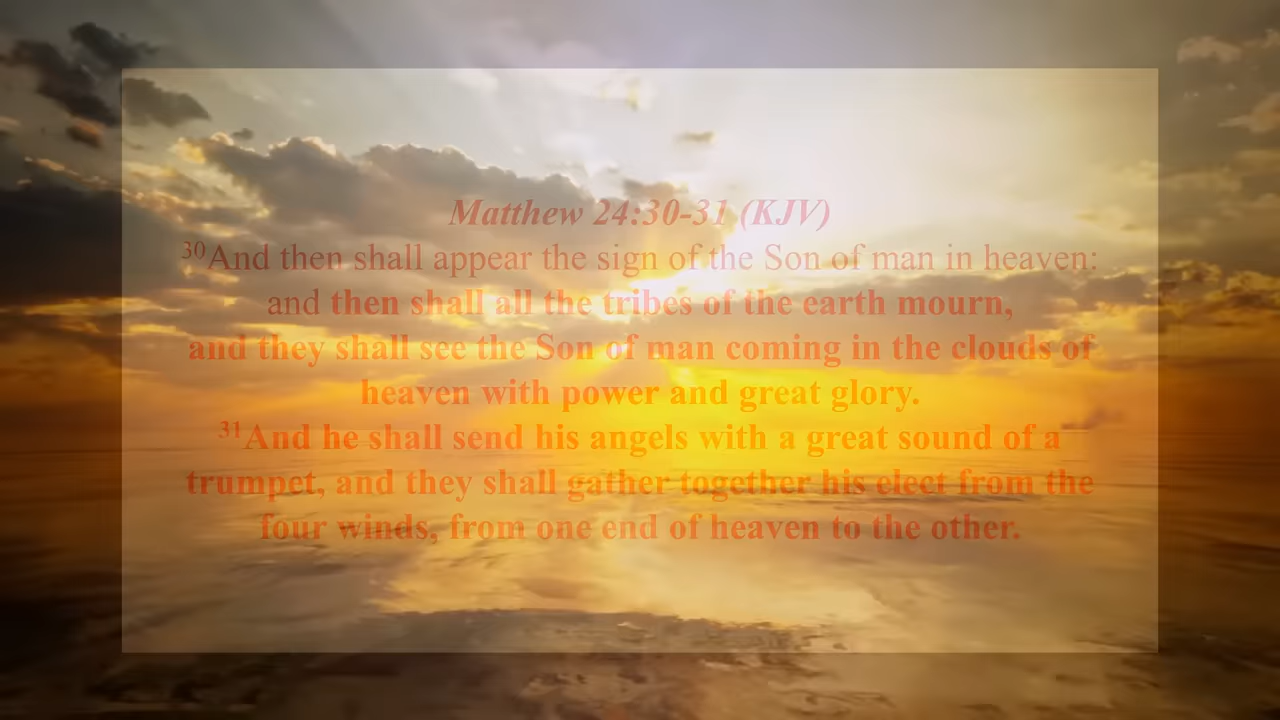 Matthew 24:30-31 (KJV)
30And then shall appear the sign of the Son of man in heaven:
and then shall all the tribes of the earth mourn,
and they shall see the Son of man coming in the clouds of
heaven with power and great glory.
31And he shall send his angels with a great sound of a
trumpet, and they shall gather together his elect from the
four winds, from one end of heaven to the other.